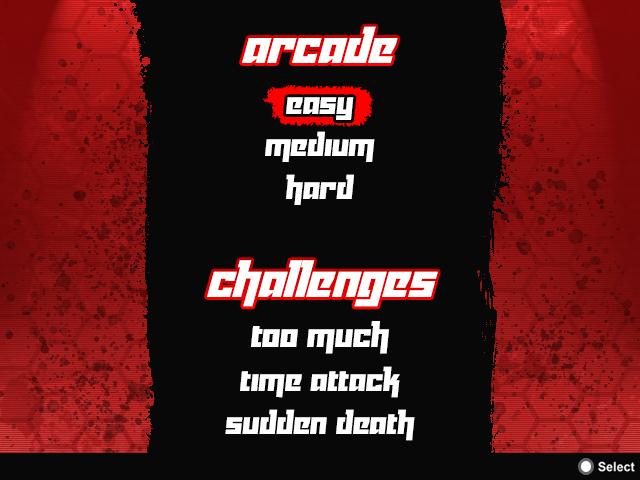 arcade
easy
medium
hard
challenges
too much
time attack
sudden death
Select